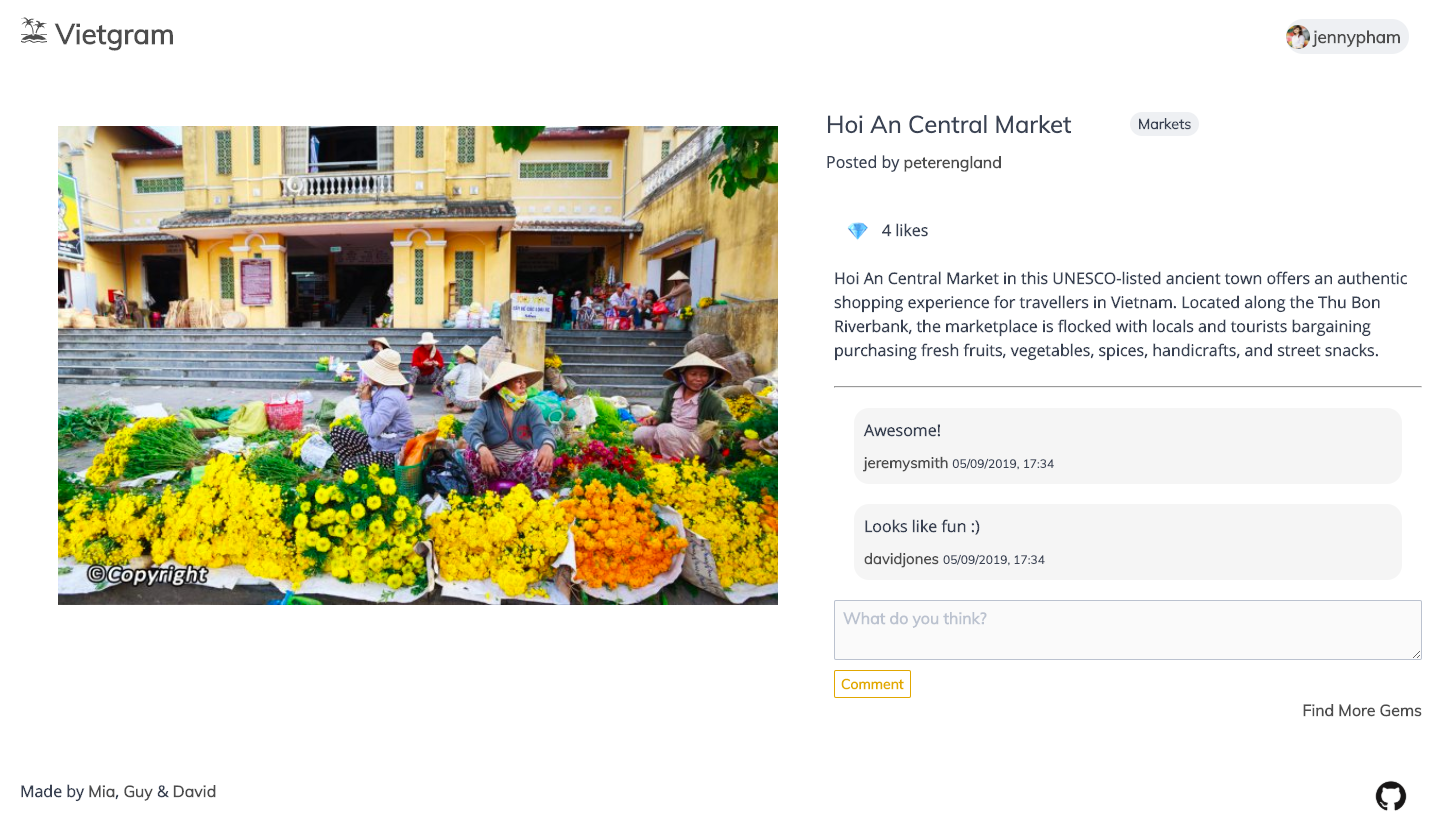 Vietgram
jennypham
Hoi An Central Market
Markets
Posted by peterengland
4 likes
Hoi An Central Market in this UNESCO-listed ancient town offers an authentic
shopping experience for travellers in Vietnam. Located along the Thu Bon
Riverbank, the marketplace is flocked with locals and tourists bargaining
purchasing fresh fruits, vegetables, spices, handicrafts, and street snacks.
©Copyright
Awesome!
jeremysmith 05/09/2019, 17:34
Looks like fun :)
davidjones 05/09/2019, 17:34
What do you think?
Comment
Find More Gems
Made by Mia, Guy & David